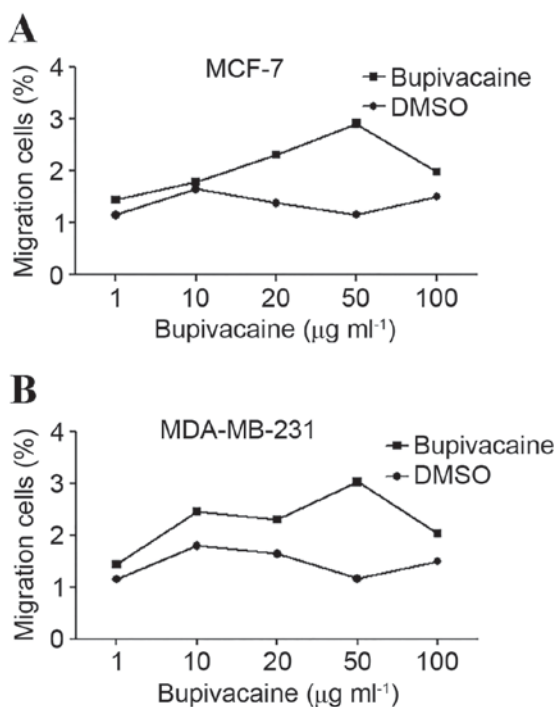 A
MCF-7
Bupivacaine
DMSO
Migration cells (%)
4
3
2
1
0
1 10 20 50 100
Bupivacaine (µg ml⁻¹)
B
MDA-MB-231
Bupivacaine
DMSO
Migration cells (%)
4
3
2
1
0
1 10 20 50 100
Bupivacaine (µg ml⁻¹)